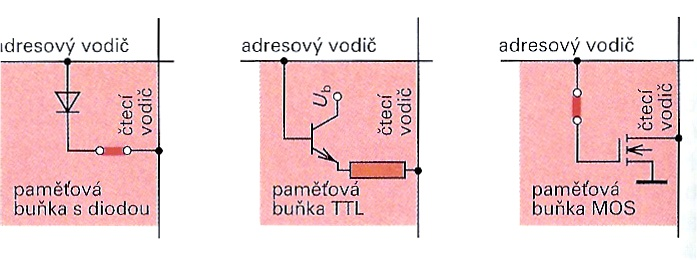 adresový vodič
čtecí
vodič
paměťová
buňka s diodou
adresový vodič
Ub
čtecí
vodič
paměťová
buňka TTL
adresový vodič
čtecí
vodič
paměťová
buňka MOS